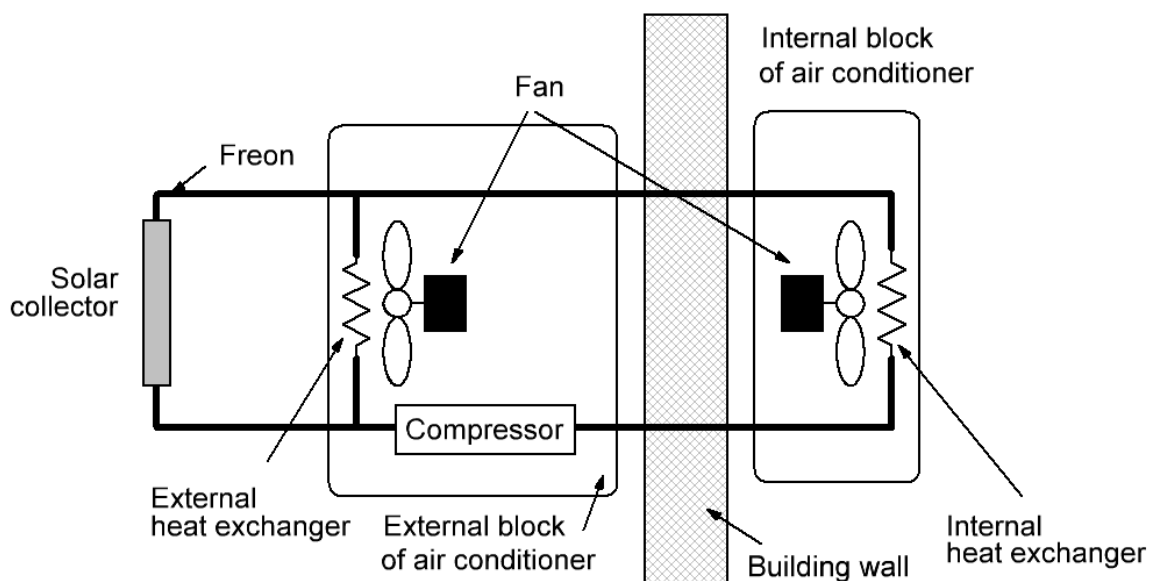 Internal block
of air conditioner
Fan
Freon
Solar
collector
Compressor
External
heat exchanger
External block
of air conditioner
Building wall
Internal
heat exchanger